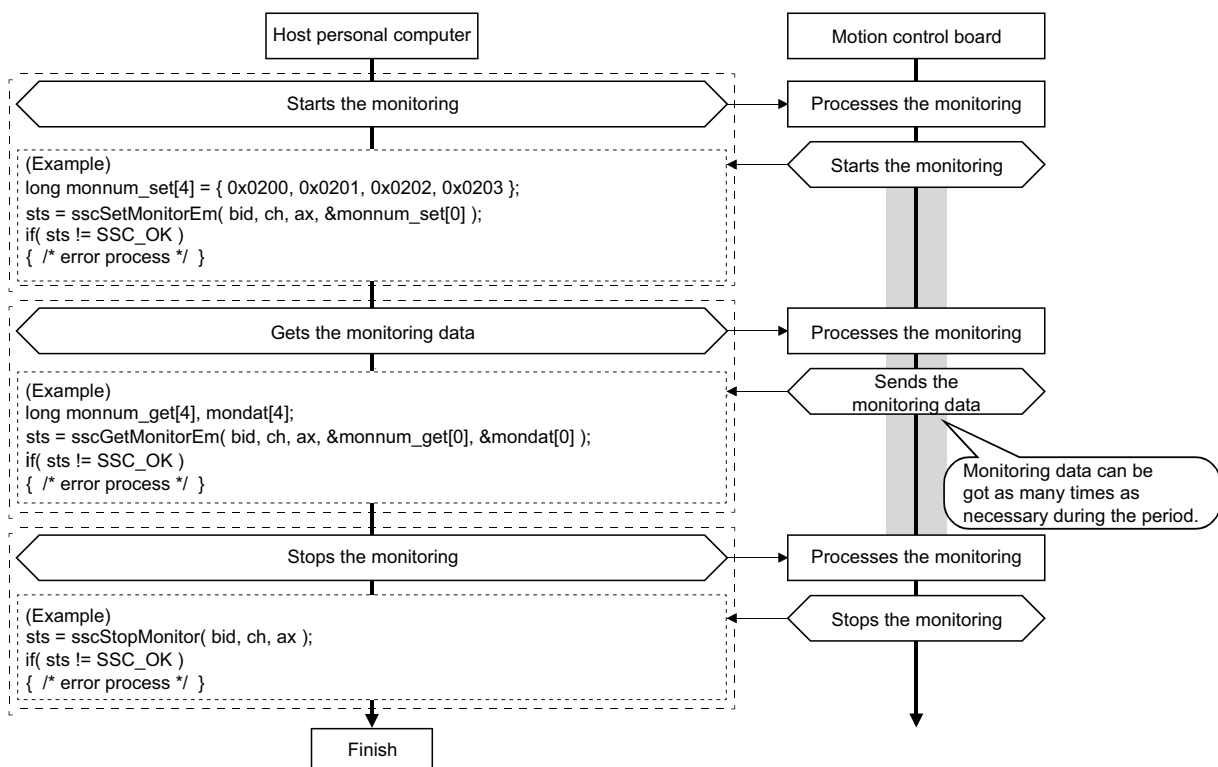 Host personal computer
Motion control board
Starts the monitoring
Processes the monitoring
(Example)
long monnum_set[4] = { 0x0200, 0x0201, 0x0202, 0x0203 };
sts = sscSetMonitorEm( bid, ch, ax, &monnum_set[0] );
if( sts != SSC_OK )
{  /* error process */  }
Starts the monitoring
Gets the monitoring data
Processes the monitoring
(Example)
long monnum_get[4], mondat[4];
sts = sscGetMonitorEm( bid, ch, ax, &monnum_get[0], &mondat[0] );
if( sts != SSC_OK )
{  /* error process */  }
Sends the
monitoring data
Monitoring data can be
got as many times as
necessary during the period.
Stops the monitoring
Processes the monitoring
(Example)
sts = sscStopMonitor( bid, ch, ax );
if( sts != SSC_OK )
{  /* error process */  }
Stops the monitoring
Finish